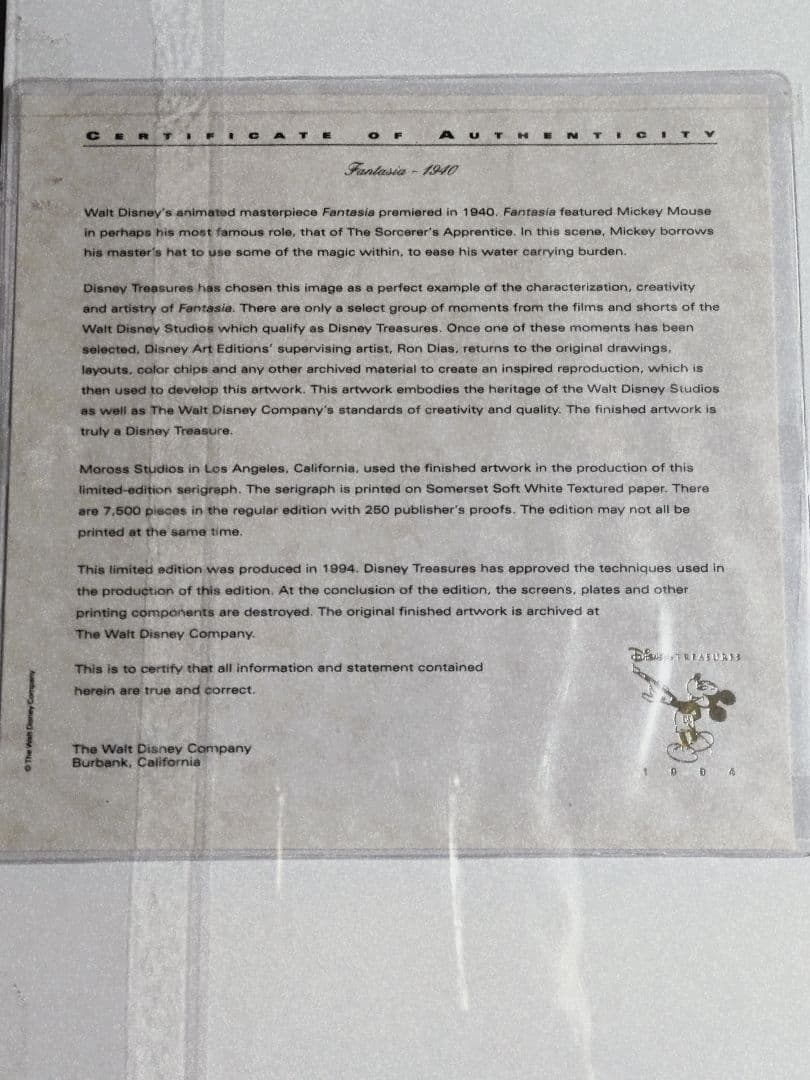 CERTIFICATE OF AUTHENTICITY
Fantasia - 1940
Walt Disney's animated masterpiece Fantasia premiered in 1940. Fantasia featured Mickey Mouse
in perhaps his most famous role, that of The Sorcerer's Apprentice. In this scene, Mickey borrows
his master's hat to use some of the magic within, to ease his water carrying burden.
Disney Treasures has chosen this image as a perfect example of the characterization, creativity
and artistry of Fantasia. There are only a select group of moments from the films and shorts of the
Walt Disney Studios which qualify as Disney Treasures. Once one of these moments has been
selected, Disney Art Editions' supervising artist, Ron Dias, returns to the original drawings,
layouts, color chips and any other archived material to create an inspired reproduction, which is
then used to develop this artwork. This artwork embodies the heritage of the Walt Disney Studios
as well as The Walt Disney Company's standards of creativity and quality. The finished artwork is
truly a Disney Treasure.
Moross Studios in Los Angeles, California, used the finished artwork in the production of this
limited-edition serigraph. The serigraph is printed on Somerset Soft White Textured paper. There
are 7,500 pieces in the regular edition with 250 publisher's proofs. The edition may not all be
printed at the same time.
This limited edition was produced in 1994. Disney Treasures has approved the techniques used in
the production of this edition. At the conclusion of the edition, the screens, plates and other
printing components are destroyed. The original finished artwork is archived at
The Walt Disney Company.
This is to certify that all information and statement contained
herein are true and correct.
The Walt Disney Company
Burbank, California
© The Walt Disney Company
Disney TREASURES
1994